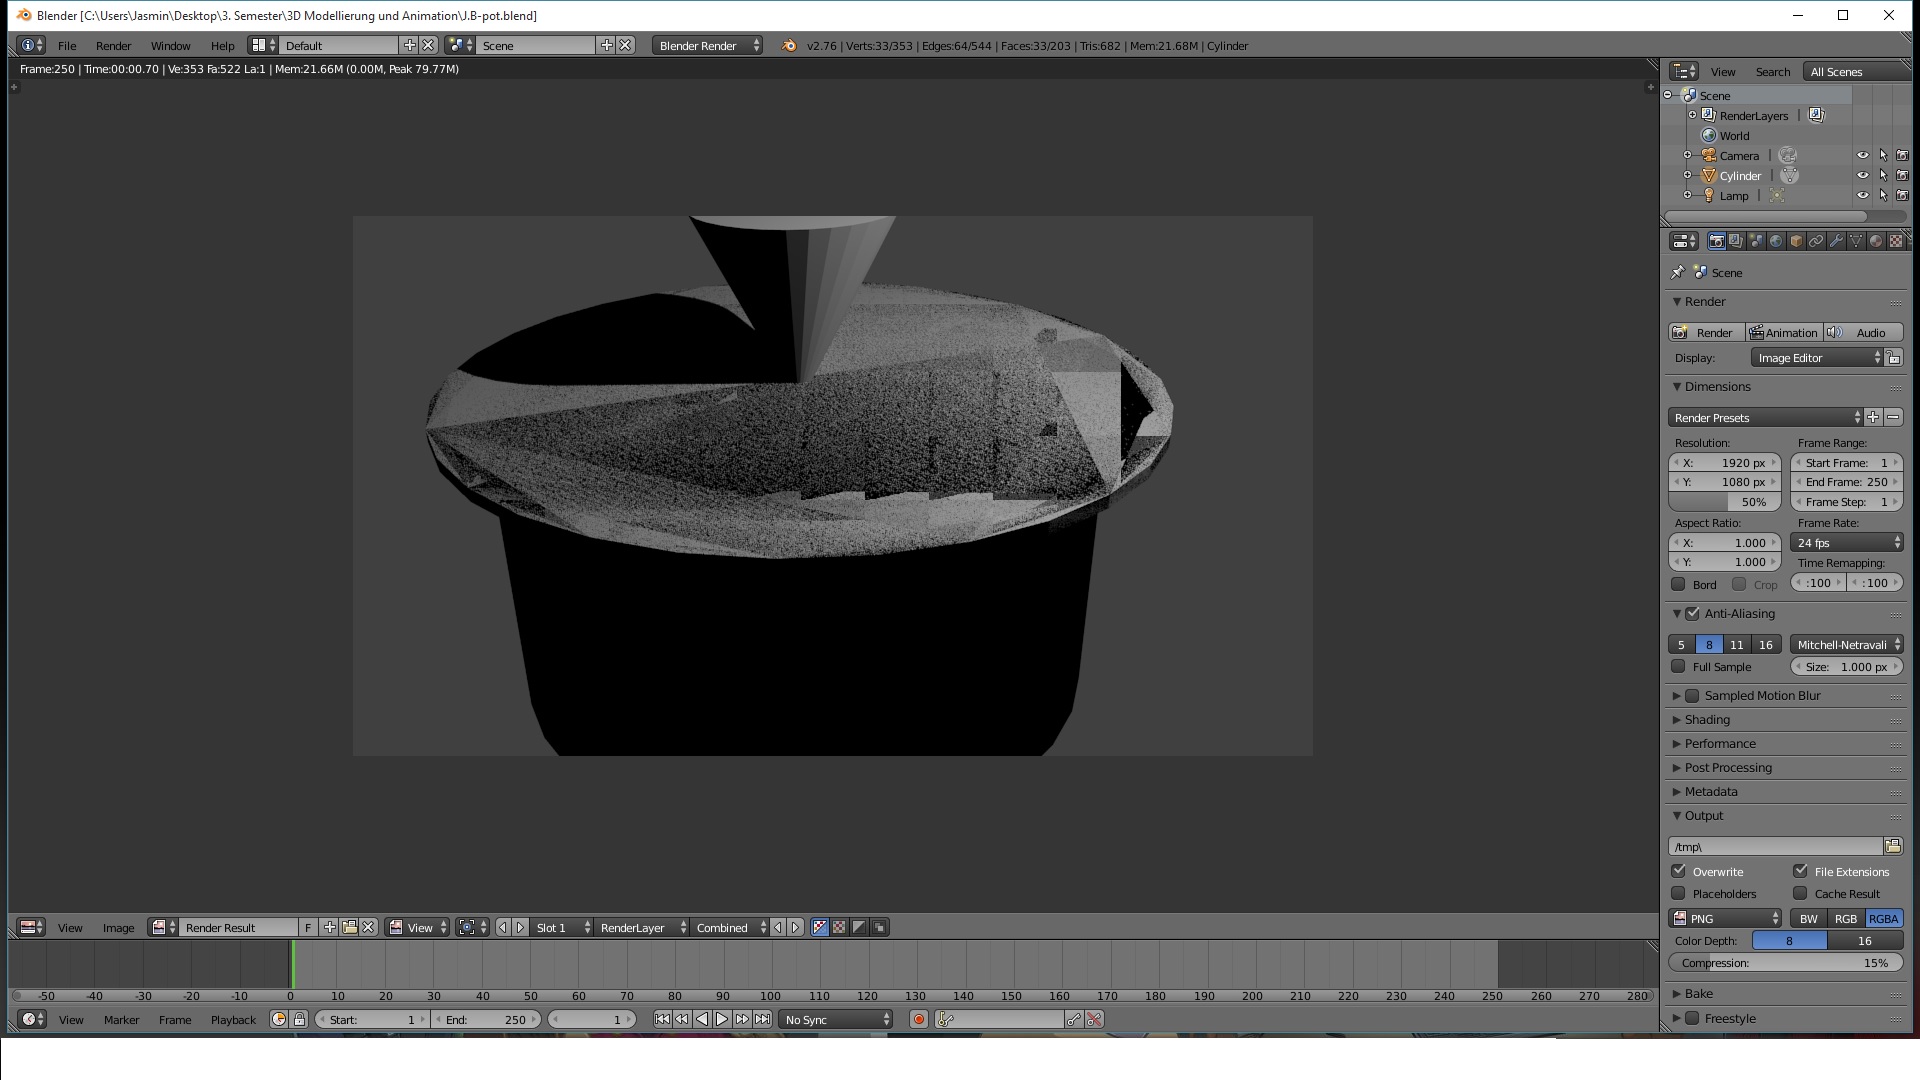 Blender [C:\Users\Jasmin\Desktop\3. Semester\3D Modellierung und Animation\J.B-pot.blend]
File Render Window Help Default Scene Blender Render v2.76 | Verts:33/353 | Edges:64/544 | Faces:33/203 | Tris:682 | Mem:21.68M | Cylinder
Frame:250 | Time:00:00.70 | Ve:353 Fa:522 La:1 | Mem:21.66M (0.00M, Peak 79.77M)
View Search All Scenes
Scene
RenderLayers |
World
Camera |
Cylinder |
Lamp |
Scene
Render
Render Animation Audio
Display: Image Editor
Dimensions
Render Presets
Resolution: Frame Range:
X: 1920 px Start Frame: 1
Y: 1080 px End Frame: 250
50% Frame Step: 1
Aspect Ratio: Frame Rate:
X: 1.000 24 fps
Y: 1.000 Time Remapping:
Bord Crop :100 :100
Anti-Aliasing
5 8 11 16 Mitchell-Netravali
Full Sample Size: 1.000 px
Sampled Motion Blur
Shading
Performance
Post Processing
Metadata
Output
/tmp\
Overwrite File Extensions
Placeholders Cache Result
PNG BW RGB RGBA
Color Depth: 8 16
Compression: 15%
Bake
Freestyle
View Image Render Result F View Slot 1 RenderLayer Combined
-50 -40 -30 -20 -10 0 10 20 30 40 50 60 70 80 90 100 110 120 130 140 150 160 170 180 190 200 210 220 230 240 250 260 270 280
View Marker Frame Playback Start: 1 End: 250 1 No Sync